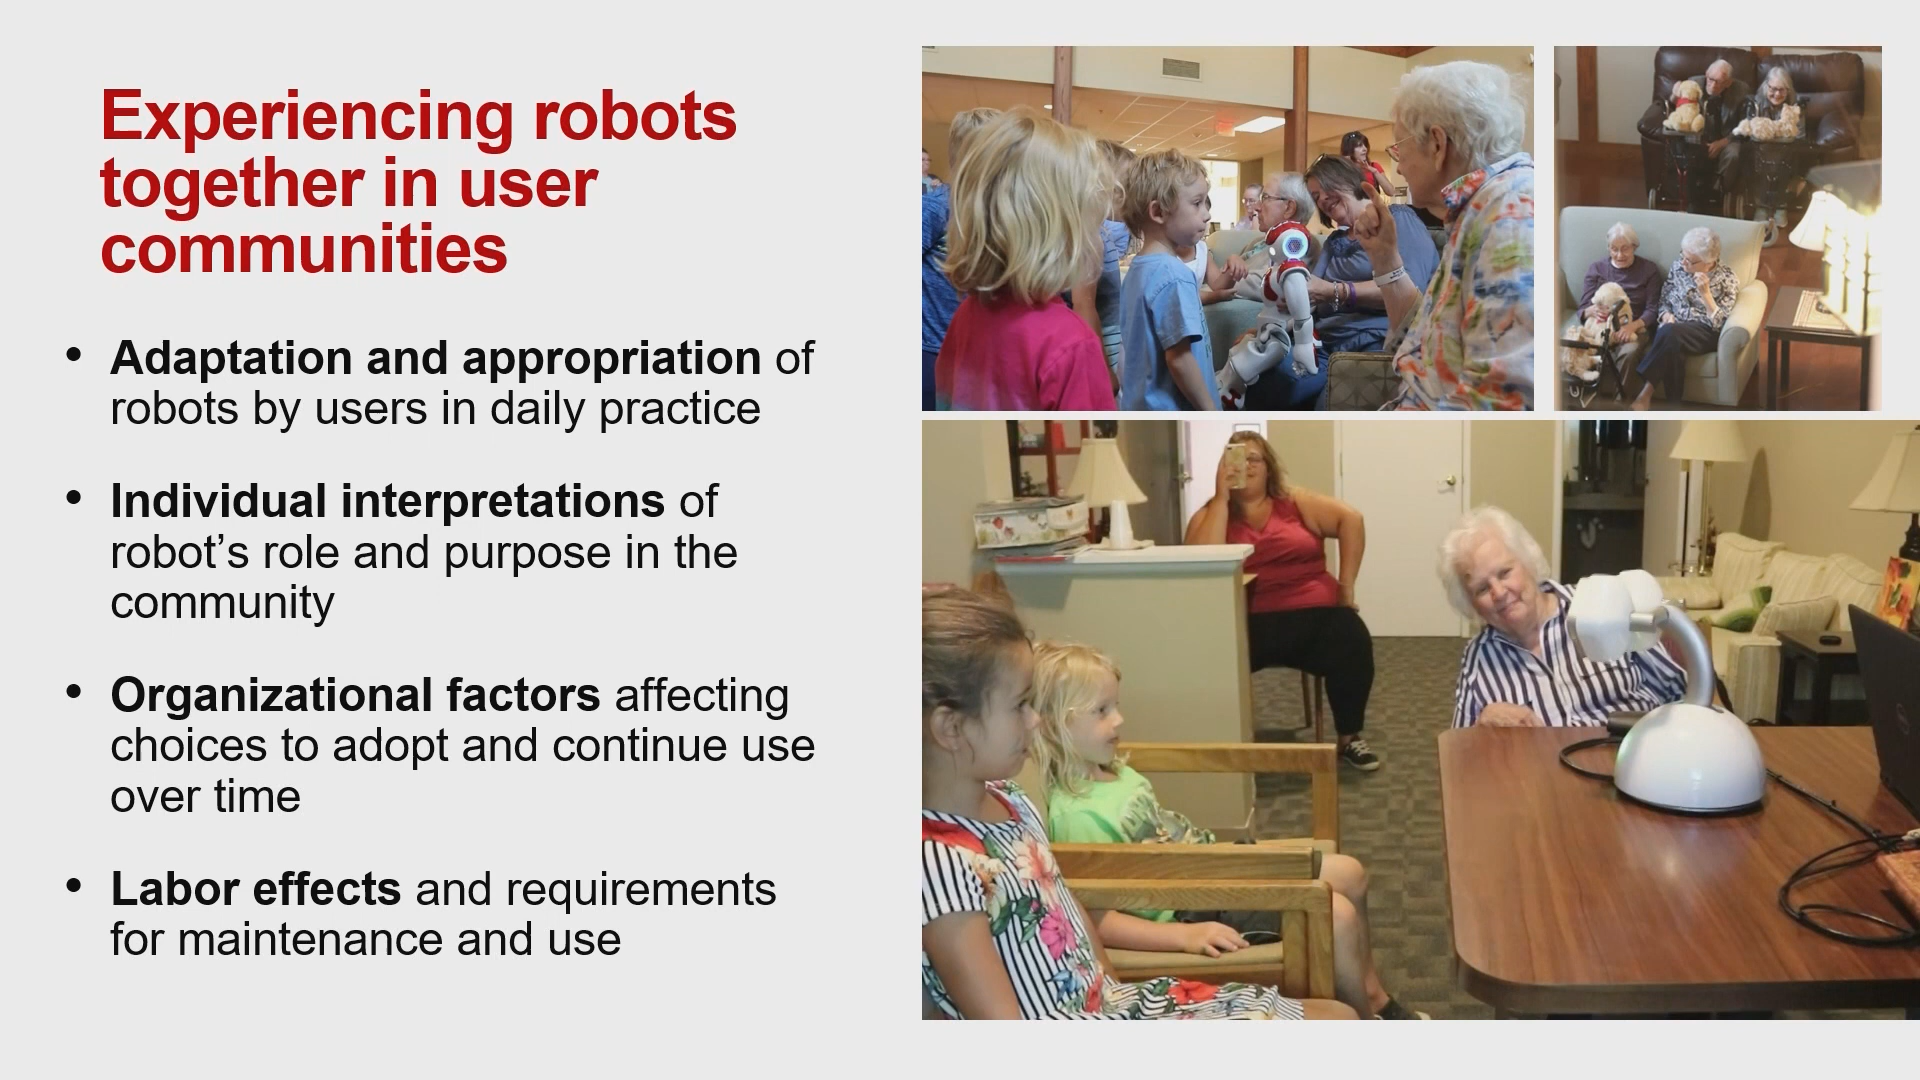 Experiencing robots
together in user
communities
• Adaptation and appropriation of
robots by users in daily practice
• Individual interpretations of
robot’s role and purpose in the
community
• Organizational factors affecting
choices to adopt and continue use
over time
• Labor effects and requirements
for maintenance and use